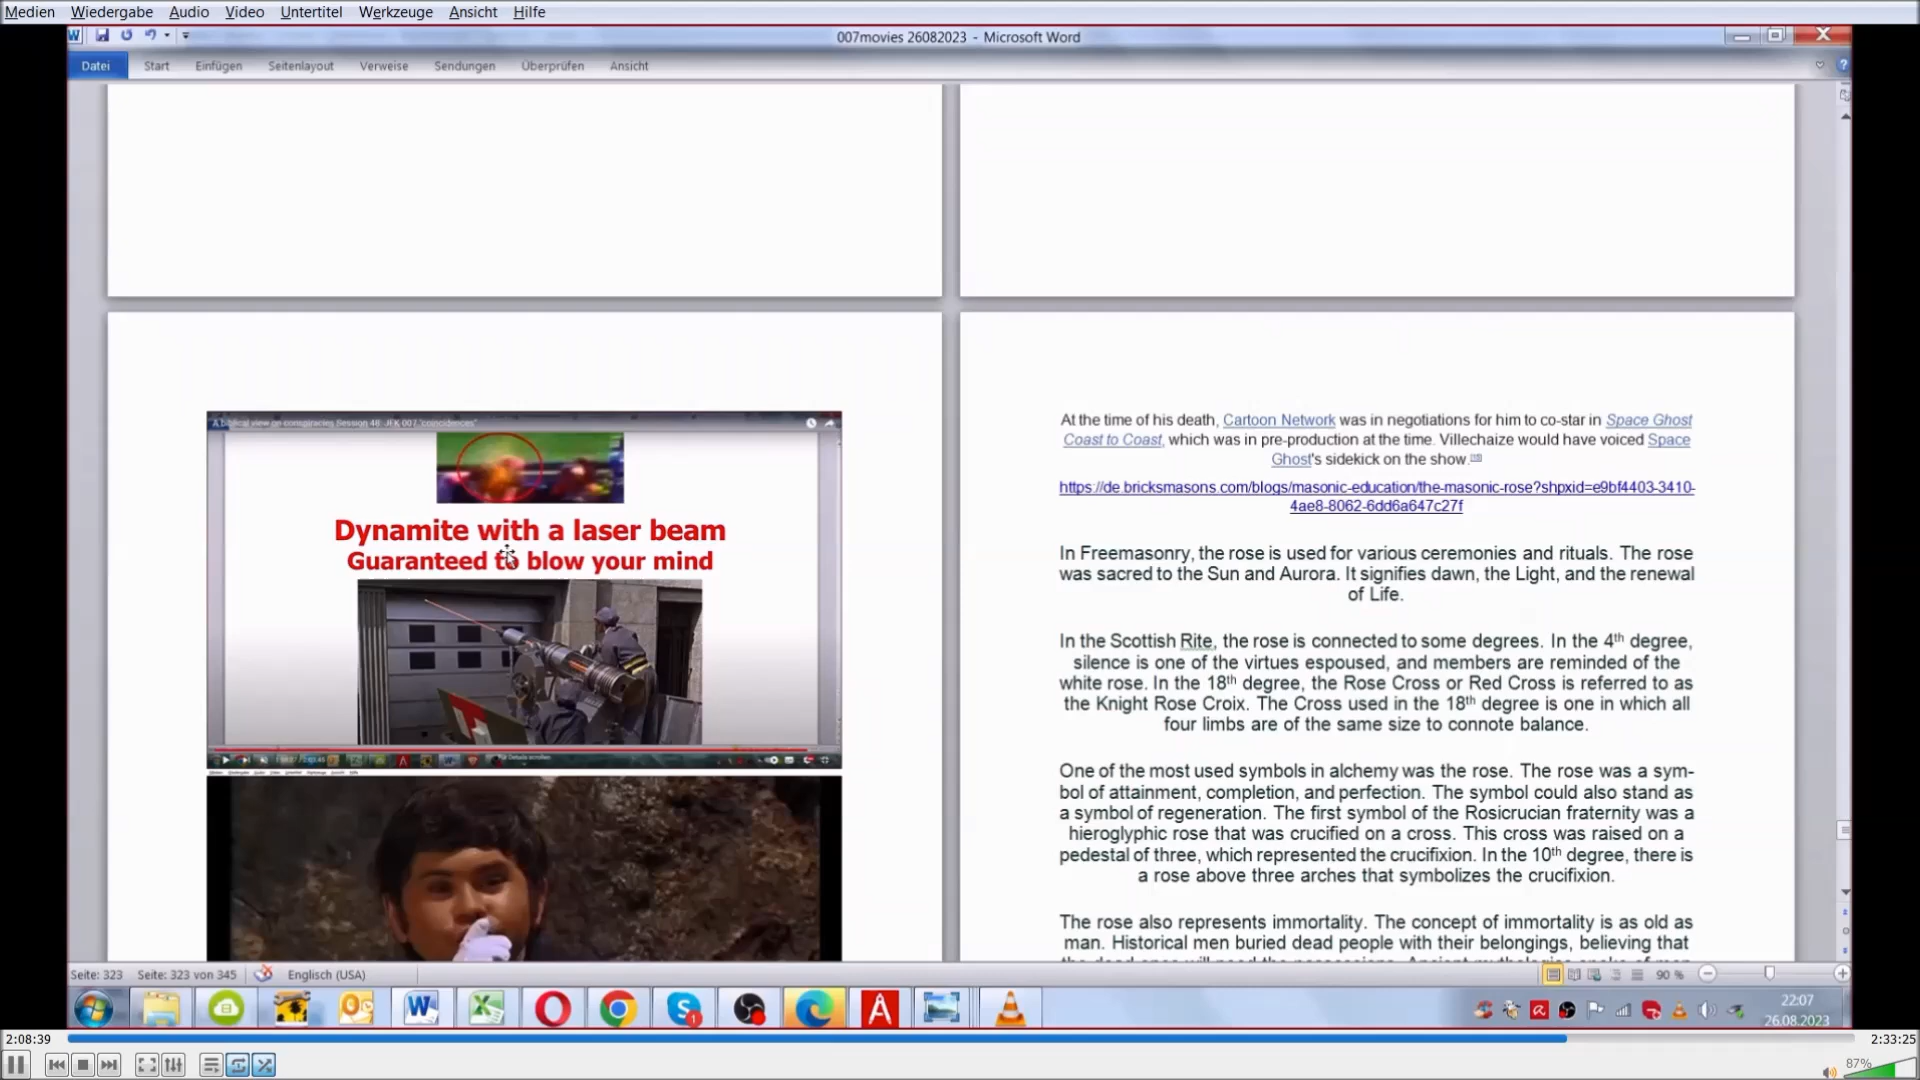 Medien Wiedergabe Audio Video Untertitel Werkzeuge Ansicht Hilfe
007movies 26082023 - Microsoft Word
Datei Start Einfügen Seitenlayout Verweise Sendungen Überprüfen Ansicht
A biblical view on conspiracies Session 48: JFK 007 "coincidences"
Dynamite with a laser beam
Guaranteed to blow your mind
At the time of his death, Cartoon Network was in negotiations for him to co-star in Space Ghost
Coast to Coast, which was in pre-production at the time. Villechaize would have voiced Space
Ghost's sidekick on the show.
https://de.bricksmasons.com/blogs/masonic-education/the-masonic-rose?shpxid=e9bf4403-3410-
4ae8-8062-6dd6a647c27f
In Freemasonry, the rose is used for various ceremonies and rituals. The rose
was sacred to the Sun and Aurora. It signifies dawn, the Light, and the renewal
of Life.
In the Scottish Rite, the rose is connected to some degrees. In the 4th degree,
silence is one of the virtues espoused, and members are reminded of the
white rose. In the 18th degree, the Rose Cross or Red Cross is referred to as
the Knight Rose Croix. The Cross used in the 18th degree is one in which all
four limbs are of the same size to connote balance.
One of the most used symbols in alchemy was the rose. The rose was a sym-
bol of attainment, completion, and perfection. The symbol could also stand as
a symbol of regeneration. The first symbol of the Rosicrucian fraternity was a
hieroglyphic rose that was crucified on a cross. This cross was raised on a
pedestal of three, which represented the crucifixion. In the 10th degree, there is
a rose above three arches that symbolizes the crucifixion.
The rose also represents immortality. The concept of immortality is as old as
man. Historical men buried dead people with their belongings, believing that
Seite: 323 Seite: 323 von 345 Englisch (USA) 90 %
22:07
26.08.2023
2:08:39 2:33:25
87%